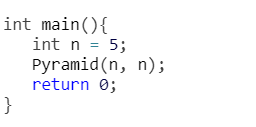 int main(){
    int n = 5;
    Pyramid(n, n);
    return 0;
}